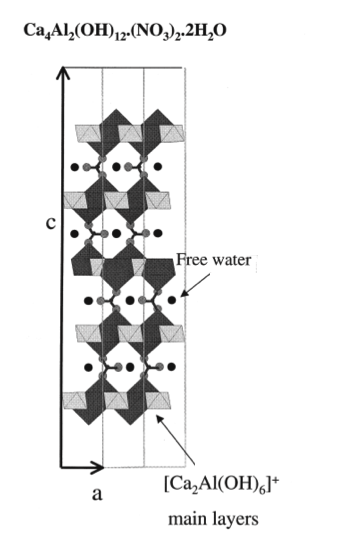 Ca₄Al₂(OH)₁₂.(NO₃)₂.2H₂O
c
Free water
a
[Ca₂Al(OH)₆]⁺
main layers